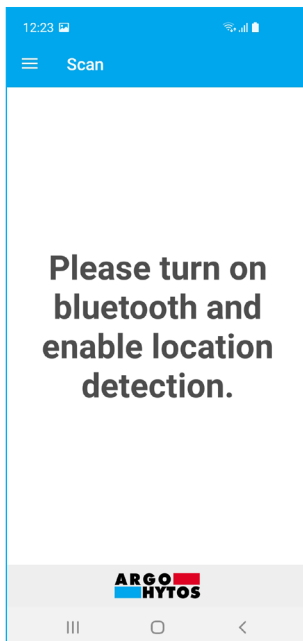 12:23
Scan
Please turn on
bluetooth and
enable location
detection.
ARGO
HYTOS